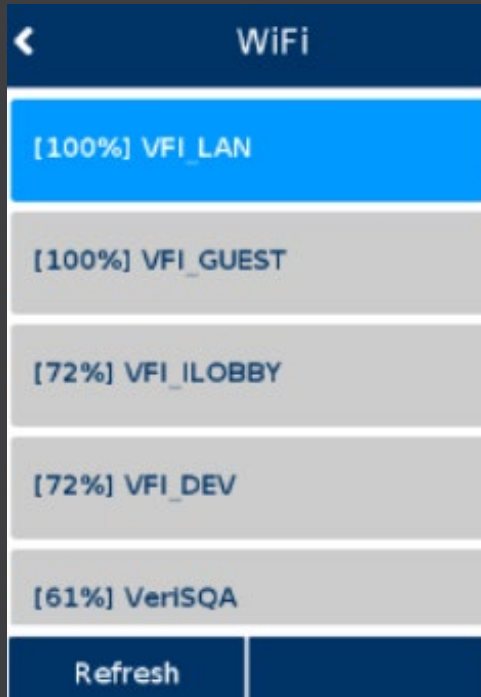 WiFi
[100%] VFI_LAN
[100%] VFI_GUEST
[72%] VFI_ILOBBY
[72%] VFI_DEV
[61%] VeriSQA
Refresh